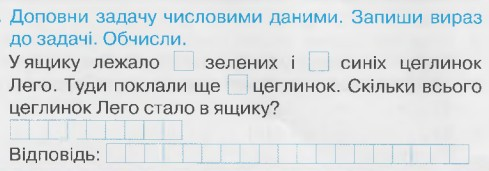 Доповни задачу числовими даними. Запиши вираз
до задачі. Обчисли.
У ящику лежало зелених і синіх цеглинок
Лего. Туди поклали ще цеглинок. Скільки всього
цеглинок Лего стало в ящику?
Відповідь: